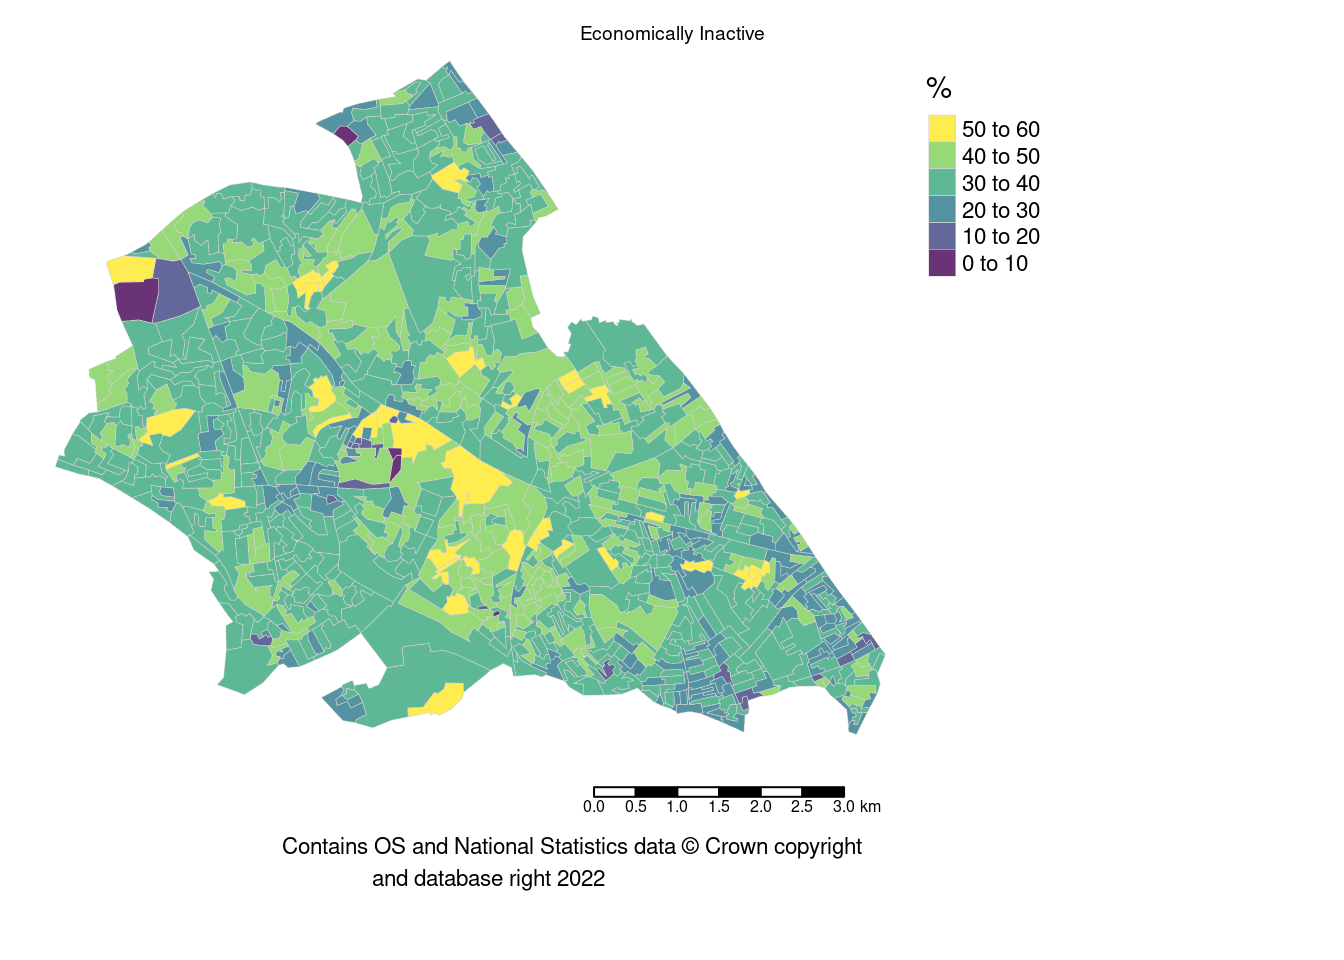 Economically Inactive
%
50 to 60
40 to 50
30 to 40
20 to 30
10 to 20
0 to 10
0.0 0.5 1.0 1.5 2.0 2.5 3.0 km
Contains OS and National Statistics data © Crown copyright
and database right 2022